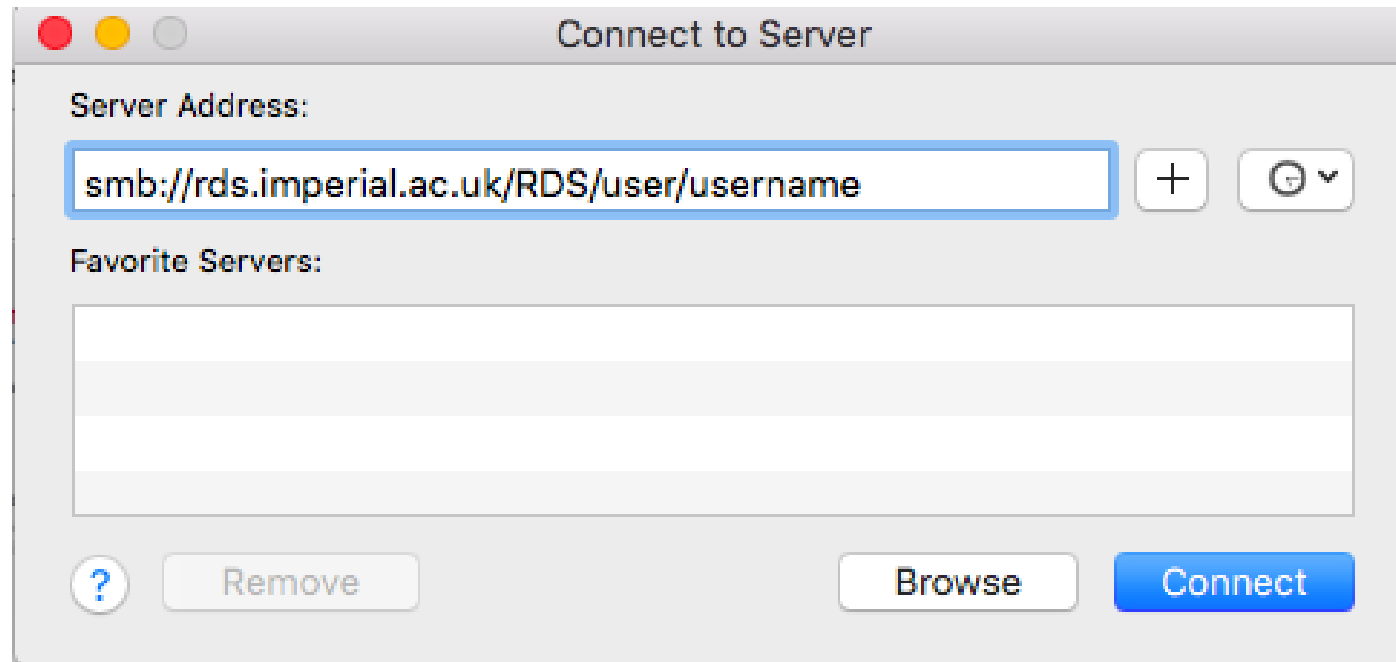 Connect to Server
Server Address:
smb://rds.imperial.ac.uk/RDS/user/username
+
Favorite Servers:
?
Remove
Browse
Connect